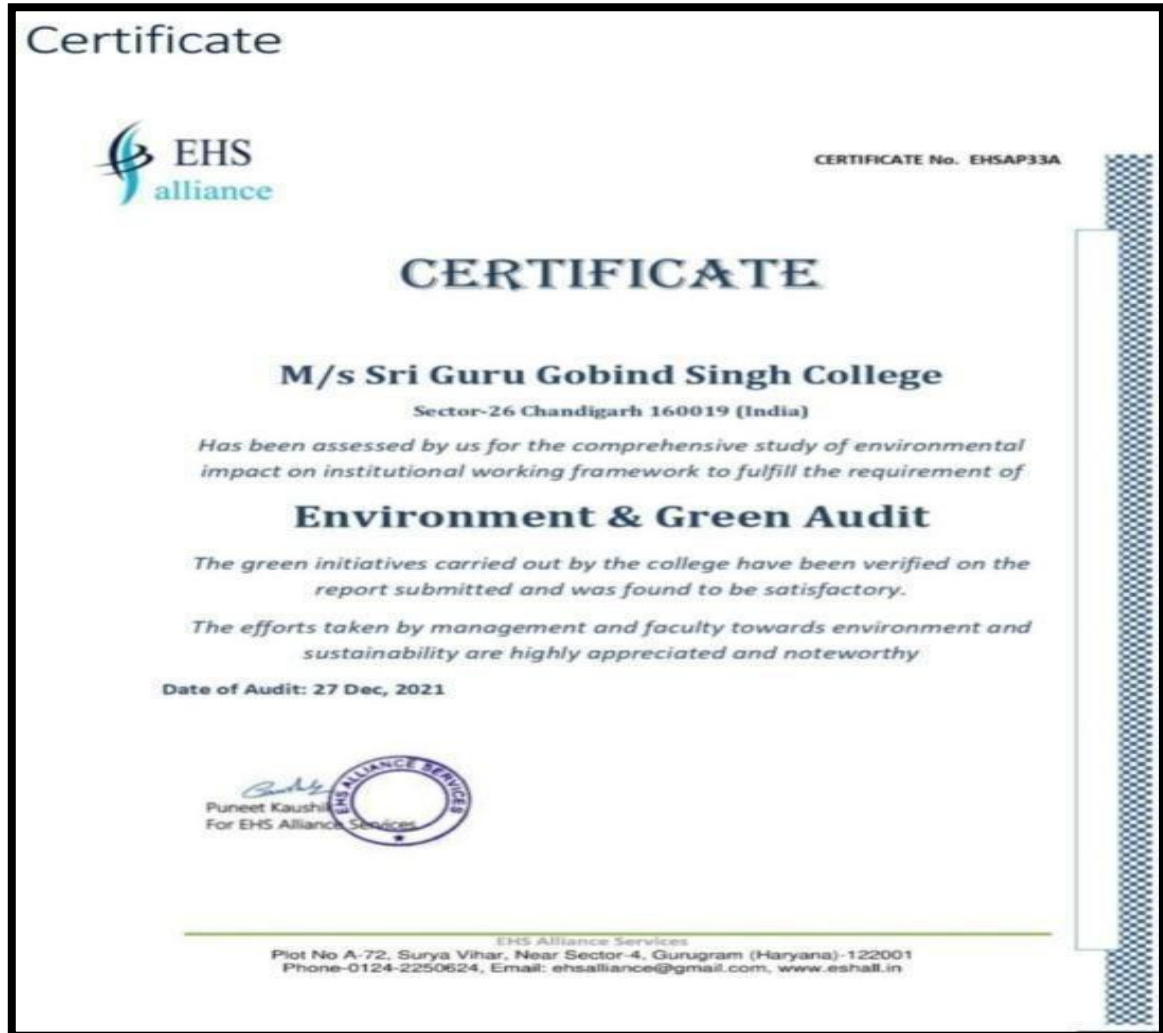 Certificate
EHS
alliance
CERTIFICATE No. EHSAP33A
CERTIFICATE
M/s Sri Guru Gobind Singh College
Sector-26 Chandigarh 160019 (India)
Has been assessed by us for the comprehensive study of environmental
impact on institutional working framework to fulfill the requirement of
Environment & Green Audit
The green initiatives carried out by the college have been verified on the
report submitted and was found to be satisfactory.
The efforts taken by management and faculty towards environment and
sustainability are highly appreciated and noteworthy
Date of Audit: 27 Dec, 2021
EHS ALLIANCE SERVICES
Puneet Kaushik
For EHS Alliance Services
EHS Alliance Services
Plot No A-72, Surya Vihar, Near Sector-4, Gurugram (Haryana)-122001
Phone-0124-2250624, Email: ehsalliance@gmail.com, www.eshall.in